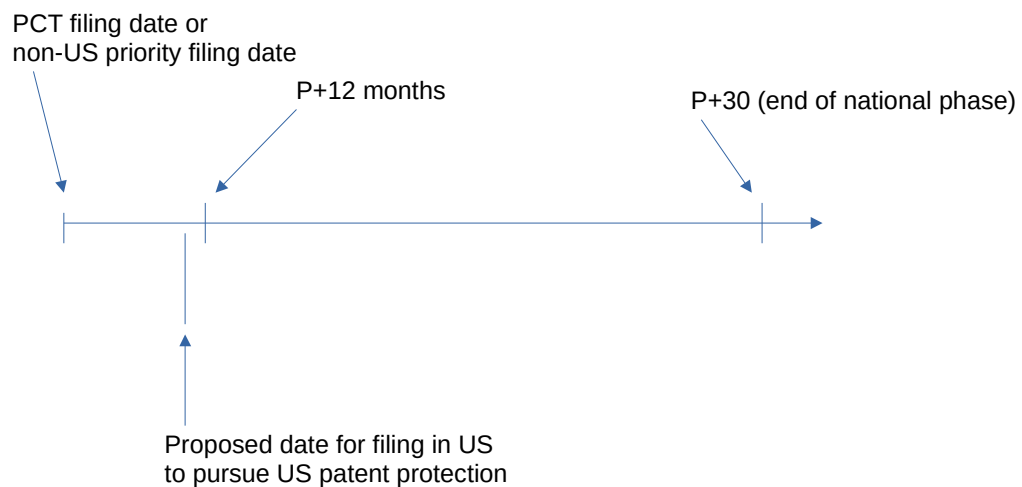 PCT filing date or
non-US priority filing date
P+12 months
P+30 (end of national phase)
Proposed date for filing in US
to pursue US patent protection